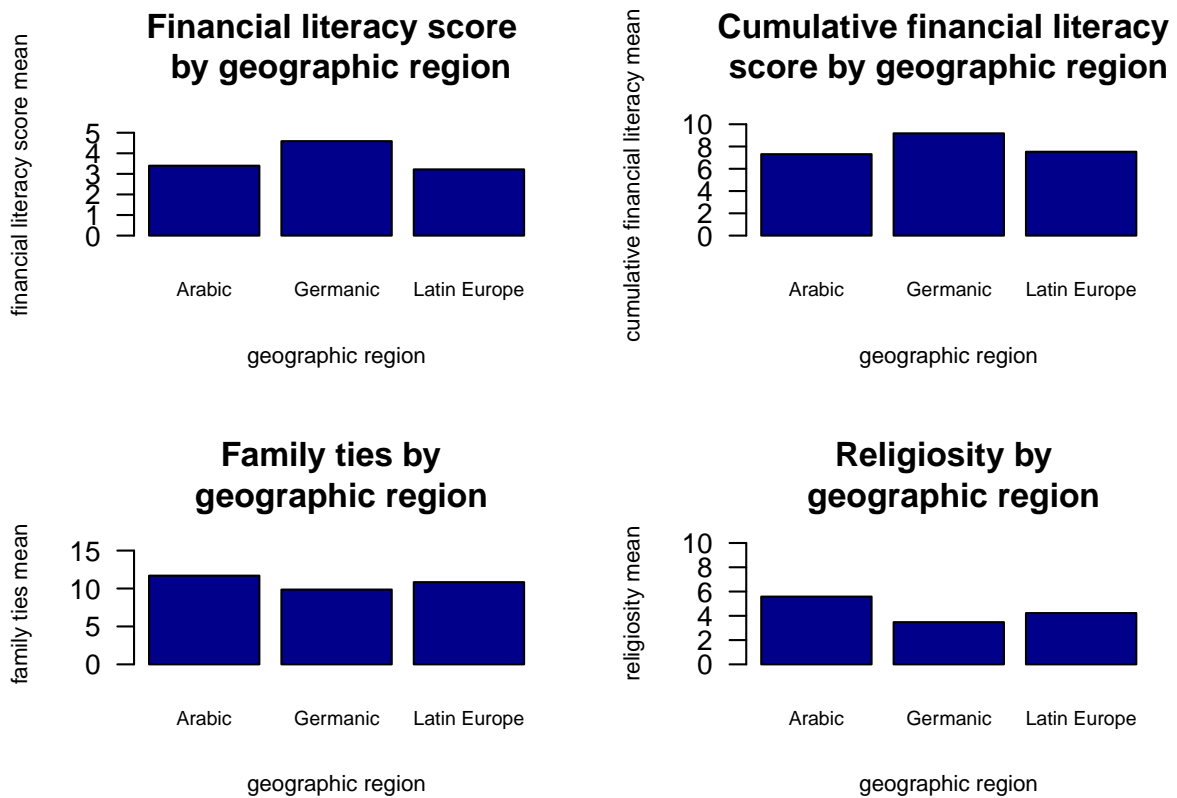 Financial literacy score
by geographic region
financial literacy score mean
5
4
3
2
1
0
Arabic Germanic Latin Europe
geographic region
Cumulative financial literacy
score by geographic region
cumulative financial literacy mean
10
8
6
4
2
0
Arabic Germanic Latin Europe
geographic region
Family ties by
geographic region
family ties mean
15
10
5
0
Arabic Germanic Latin Europe
geographic region
Religiosity by
geographic region
religiosity mean
10
8
6
4
2
0
Arabic Germanic Latin Europe
geographic region